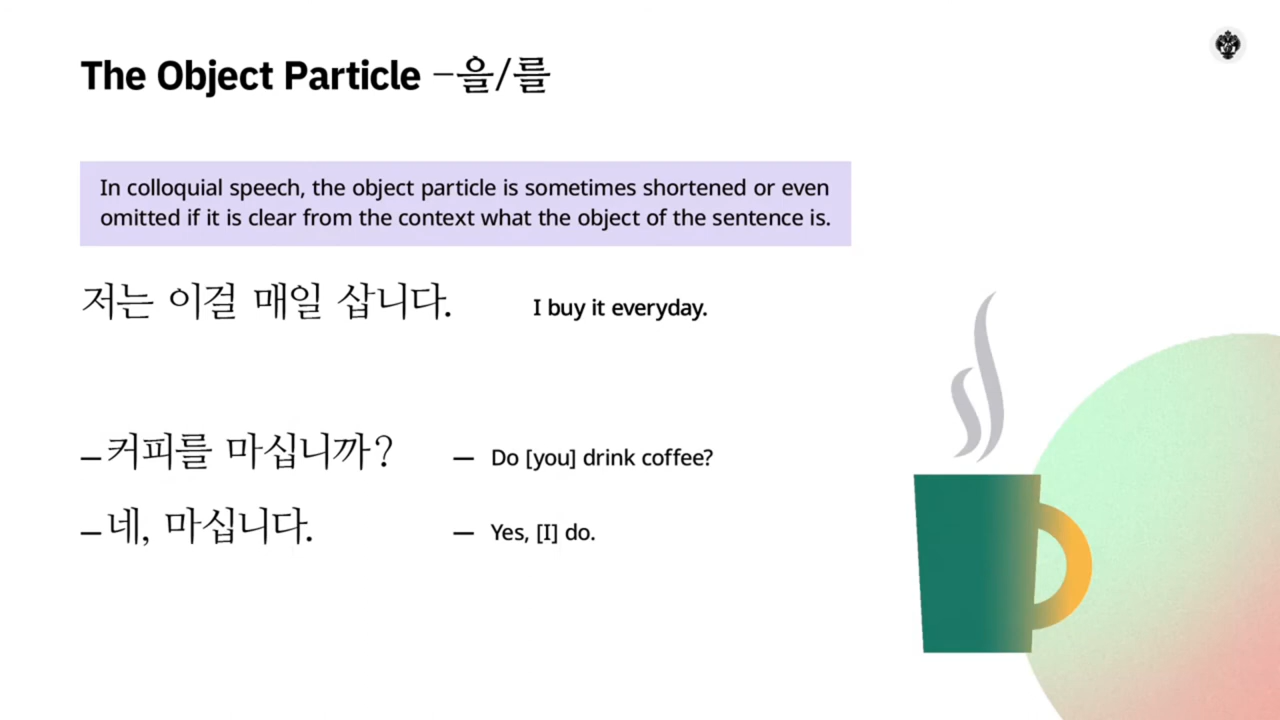 The Object Particle –을/를
In colloquial speech, the object particle is sometimes shortened or even
omitted if it is clear from the context what the object of the sentence is.
저는 이걸 매일 삽니다. I buy it everyday.
– 커피를 마십니까? – Do [you] drink coffee?
– 네, 마십니다. – Yes, [I] do.